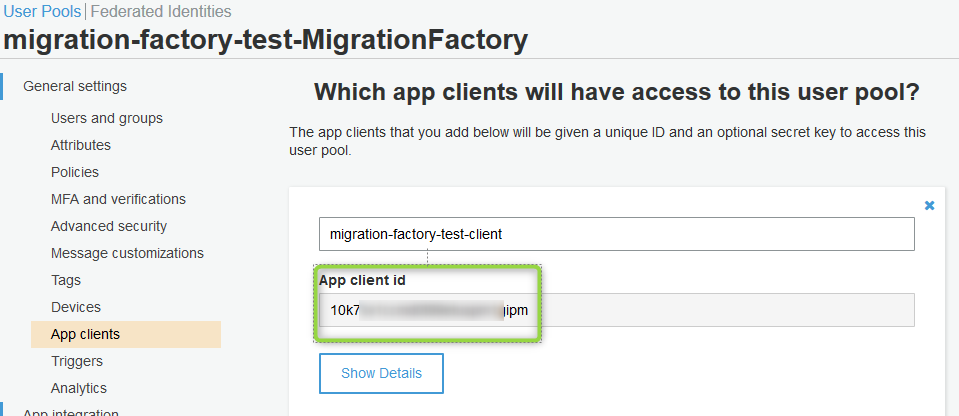 User Pools | Federated Identities
migration-factory-test-MigrationFactory
General settings
Users and groups
Attributes
Policies
MFA and verifications
Advanced security
Message customizations
Tags
Devices
App clients
Triggers
Analytics
App integration
Which app clients will have access to this user pool?
The app clients that you add below will be given a unique ID and an optional secret key to access this
user pool.
migration-factory-test-client
App client id
10k7 gipm
Show Details